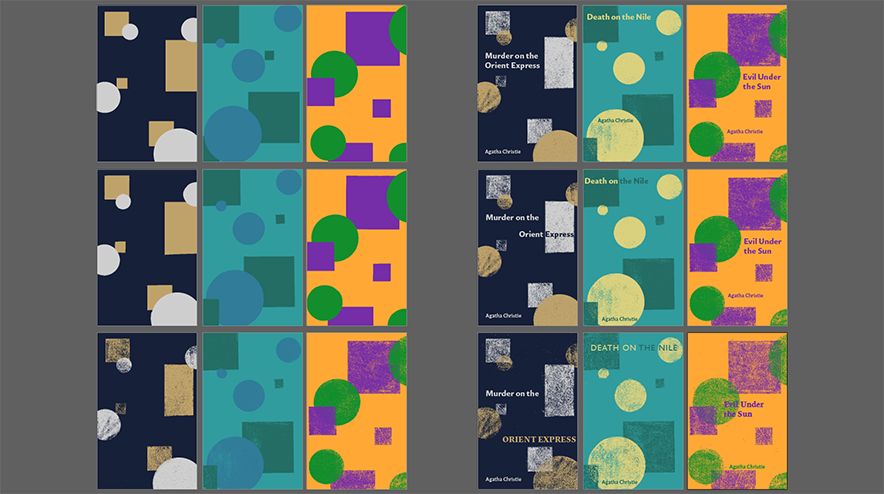 Death on the Nile
Murder on the
Orient Express
Evil Under
the Sun
Agatha Christie
Agatha Christie
Agatha Christie
Death on the Nile
Murder on the
Orient Express
Evil Under
the Sun
Agatha Christie
Agatha Christie
Agatha Christie
DEATH ON THE NILE
Murder on the
ORIENT EXPRESS
Evil Under
the Sun
Agatha Christie
Agatha Christie
Agatha Christie